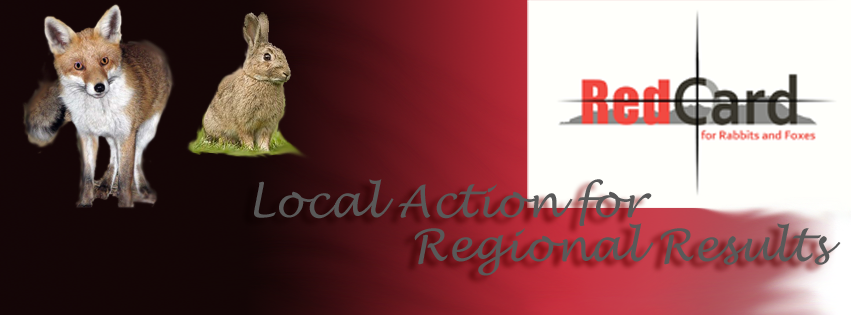 RedCard
for Rabbits and Foxes
Local Action for
Regional Results